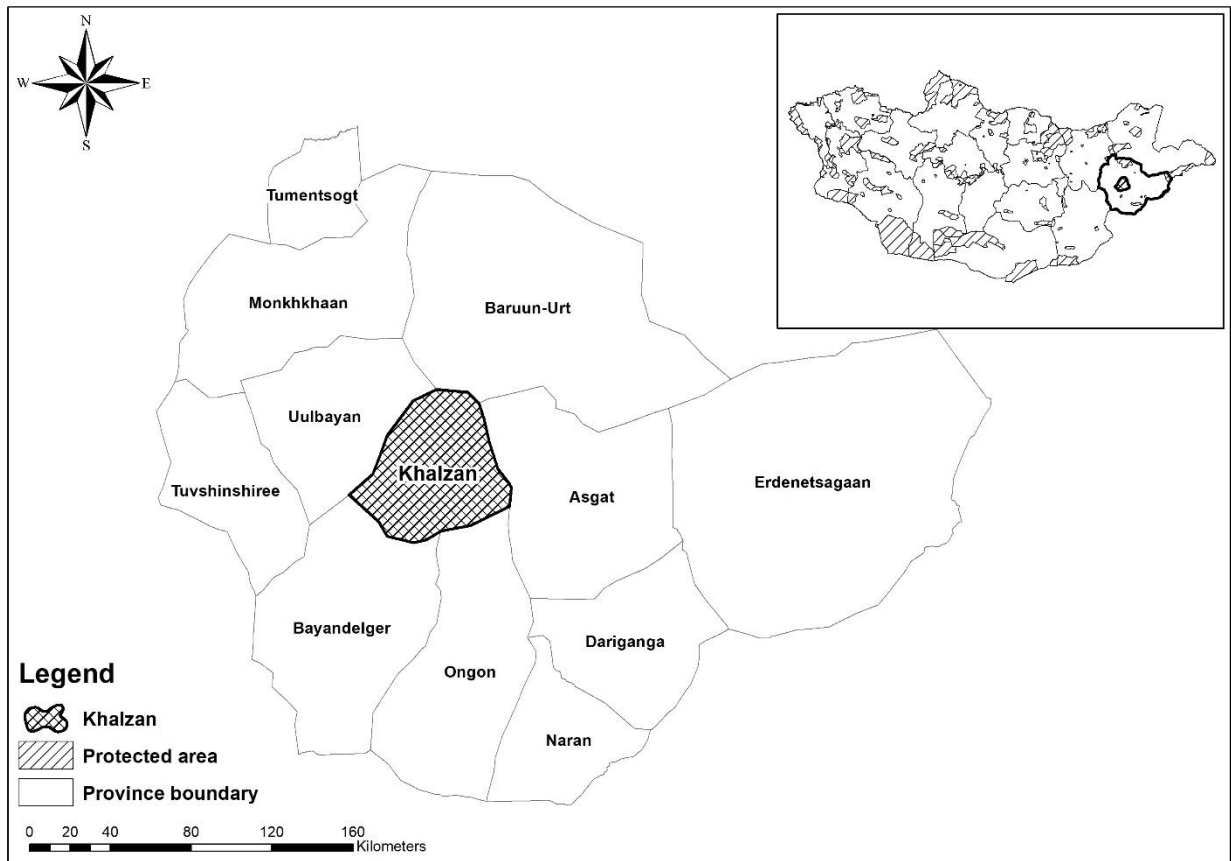 N
W
E
S
Tumentsogt
Monkhkhaan
Baruun-Urt
Uulbayan
Khalzan
Tuvshinshiree
Asgat
Erdenetsagaan
Bayandelger
Dariganga
Ongon
Naran
Legend
Khalzan
Protected area
Province boundary
0 20 40 80 120 160
Kilometers